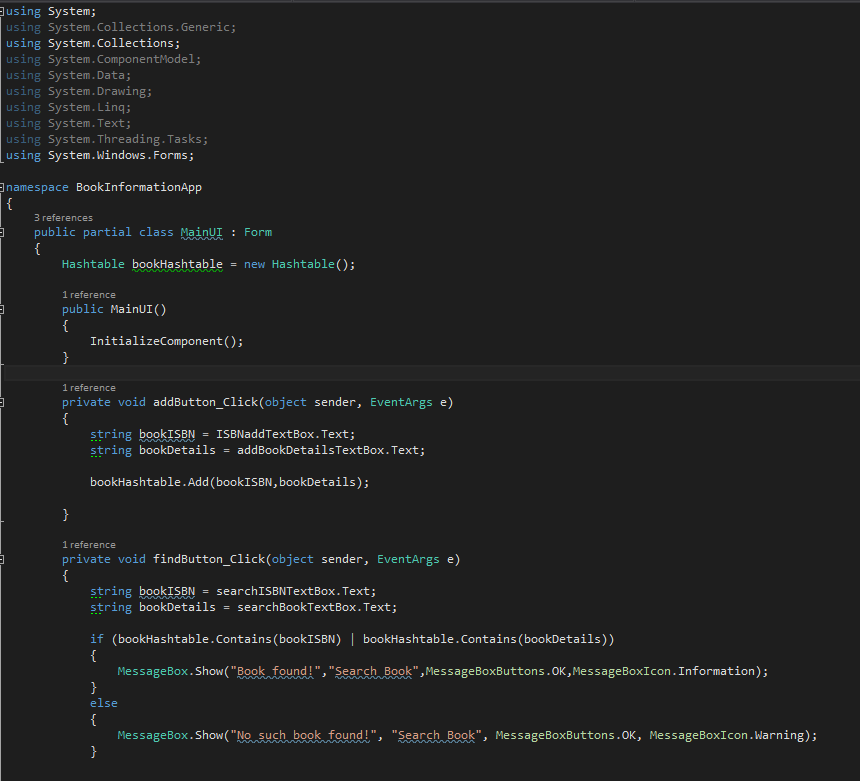 using System;
using System.Collections.Generic;
using System.Collections;
using System.ComponentModel;
using System.Data;
using System.Drawing;
using System.Linq;
using System.Text;
using System.Threading.Tasks;
using System.Windows.Forms;
namespace BookInformationApp
{
3 references
public partial class MainUI : Form
{
Hashtable bookHashtable = new Hashtable();
1 reference
public MainUI()
{
InitializeComponent();
}
1 reference
private void addButton_Click(object sender, EventArgs e)
{
string bookISBN = ISBNaddTextBox.Text;
string bookDetails = addBookDetailsTextBox.Text;
bookHashtable.Add(bookISBN,bookDetails);
}
1 reference
private void findButton_Click(object sender, EventArgs e)
{
string bookISBN = searchISBNTextBox.Text;
string bookDetails = searchBookTextBox.Text;
if (bookHashtable.Contains(bookISBN) | bookHashtable.Contains(bookDetails))
{
MessageBox.Show("Book found!","Search Book",MessageBoxButtons.OK,MessageBoxIcon.Information);
}
else
{
MessageBox.Show("No such book found!", "Search Book", MessageBoxButtons.OK, MessageBoxIcon.Warning);
}